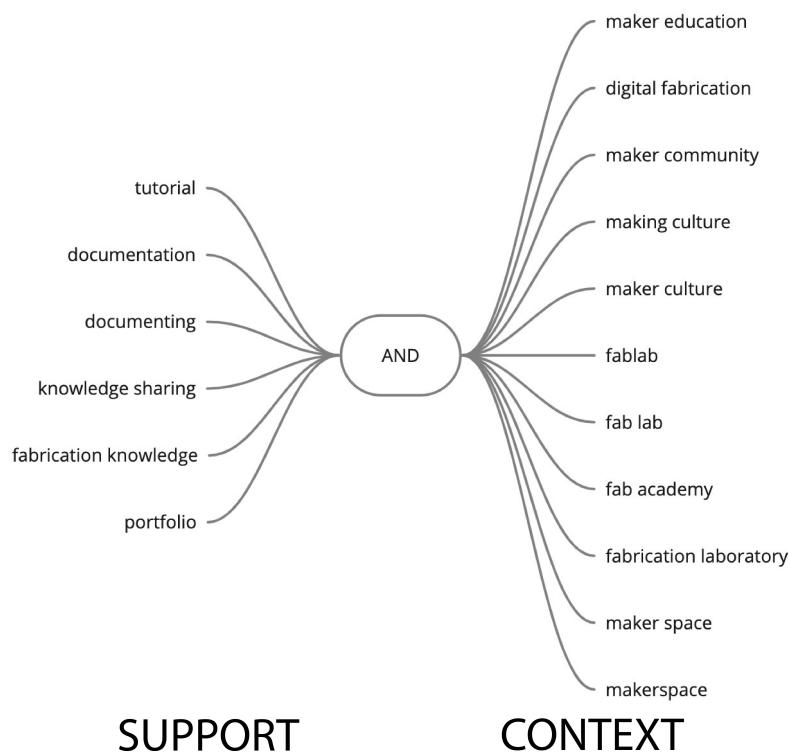 tutorial
documentation
documenting
knowledge sharing
fabrication knowledge
portfolio
AND
maker education
digital fabrication
maker community
making culture
maker culture
fablab
fab lab
fab academy
fabrication laboratory
maker space
makerspace
SUPPORT
CONTEXT